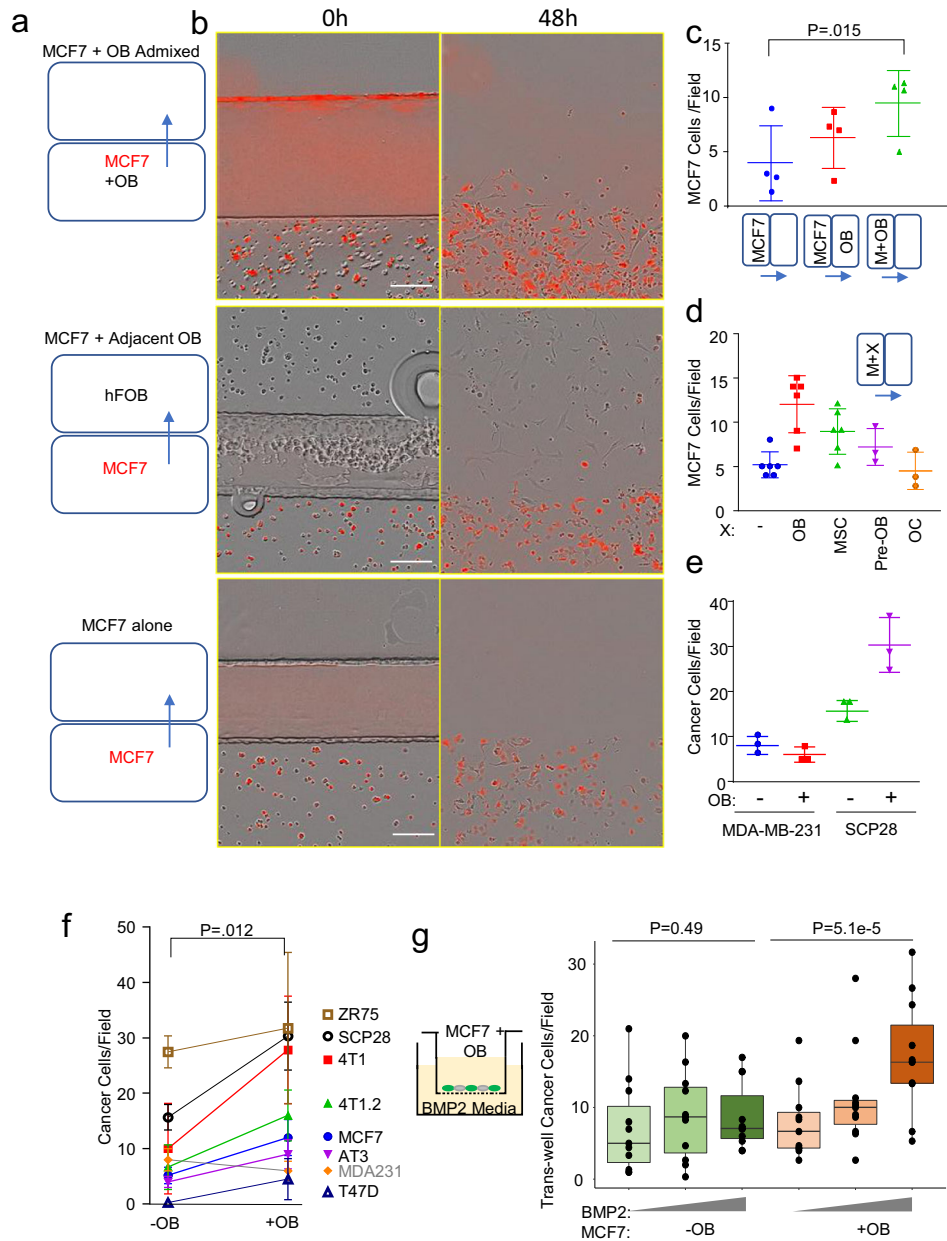 a
b
0h
48h
MCF7 + OB Admixed
MCF7
+OB
MCF7 + Adjacent OB
hFOB
MCF7
MCF7 alone
MCF7
c
P=.015
MCF7 Cells /Field
15
10
5
0
MCF7
MCF7
OB
M+OB
d
MCF7 Cells/Field
20
15
10
5
0
M+X
X:
-
OB
MSC
Pre-OB
OC
e
Cancer Cells/Field
40
30
20
10
0
OB:
-
+
-
+
MDA-MB-231
SCP28
f
P=.012
Cancer Cells/Field
50
40
30
20
10
0
-OB
+OB
ZR75
SCP28
4T1
4T1.2
MCF7
AT3
MDA231
T47D
g
MCF7 +
OB
BMP2 Media
P=0.49
P=5.1e-5
Trans-well Cancer Cells/Field
30
20
10
0
BMP2:
MCF7:
-OB
+OB